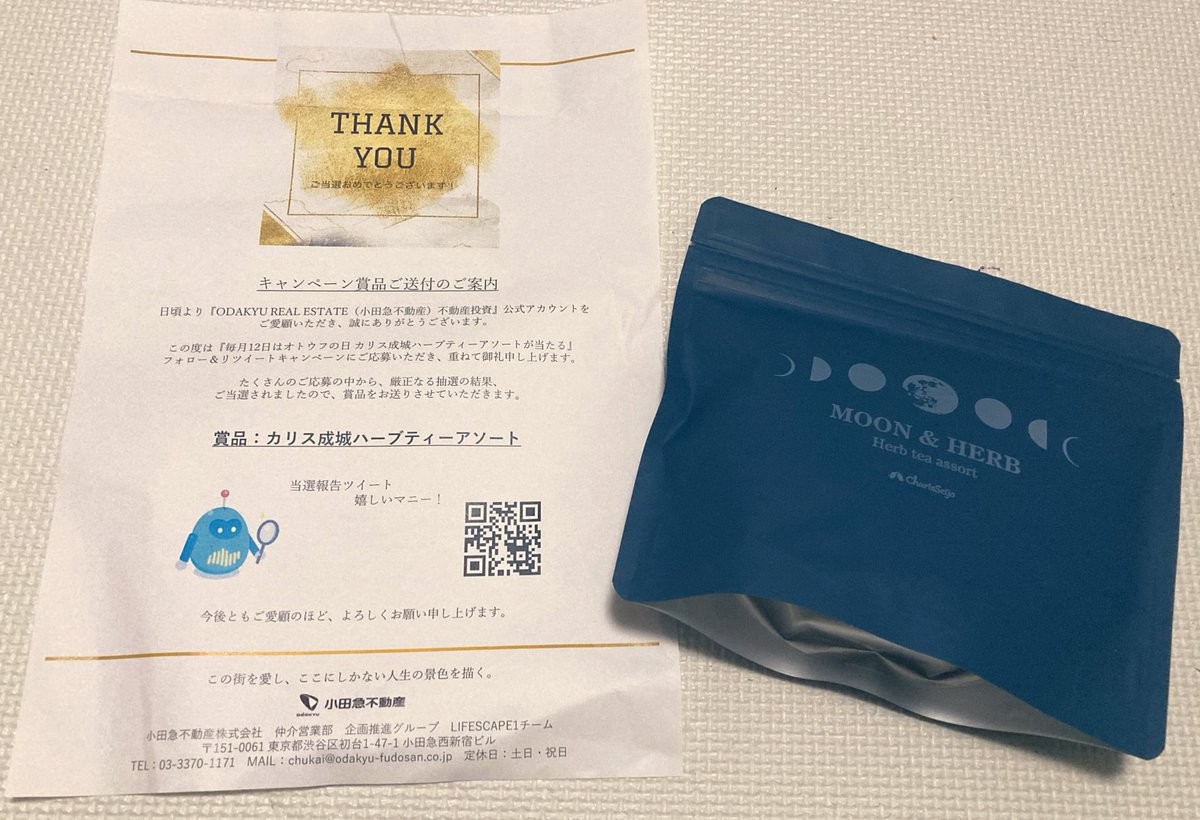 THANK
YOU
ご当選おめでとうございます!
キャンペーン賞品ご送付のご案内
日頃より『ODAKYU REAL ESTATE（小田急不動産）不動産投資』公式アカウントを
ご愛顧いただき、誠にありがとうございます。
この度は『毎月12日はオトウフの日 カリス成城ハーブティーアソートが当たる』
フォロー＆リツイートキャンペーンにご応募いただき、重ねて御礼申し上げます。
たくさんのご応募の中から、厳正なる抽選の結果、
ご当選されましたので、賞品をお送りさせていただきます。
賞品：カリス成城ハーブティーアソート
当選報告ツイート
嬉しいマニー！
今後ともご愛顧のほど、よろしくお願い申し上げます。
この街を愛し、ここにしかない人生の景色を描く。
ODAKYU 小田急不動産
小田急不動産株式会社　仲介営業部　企画推進グループ　LIFESCAPE1チーム
〒151-0061 東京都渋谷区初台1-47-1 小田急西新宿ビル
TEL：03-3370-1171　MAIL：chukai@odakyu-fudosan.co.jp　定休日：土日・祝日
MOON & HERB
Herb tea assort
CharisSeijo